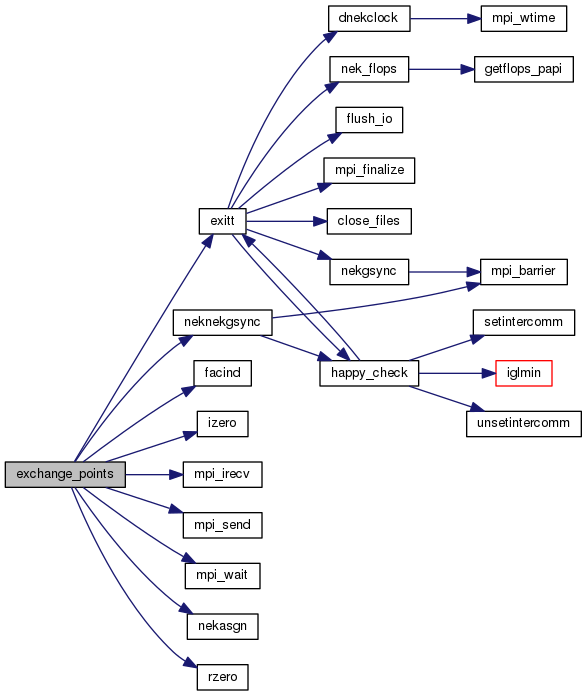 dnekclock
mpi_wtime
nek_flops
getflops_papi
flush_io
mpi_finalize
exitt
close_files
nekgsync
mpi_barrier
neknekgsync
setintercomm
facind
happy_check
iglmin
izero
unsetintercomm
exchange_points
mpi_irecv
mpi_send
mpi_wait
nekasgn
rzero